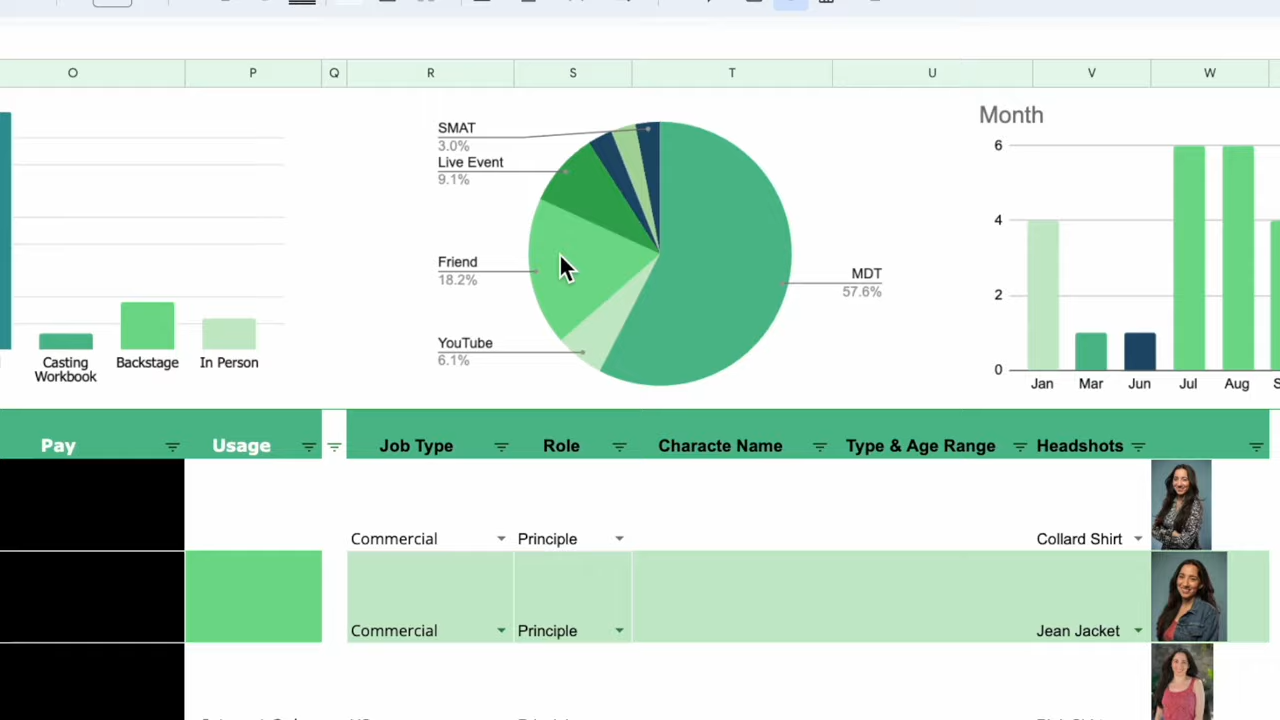 O P Q R S T U V W
SMAT
3.0%
Live Event
9.1%
Friend
18.2%
YouTube
6.1%
MDT
57.6%
Month
6
4
2
0
Jan Mar Jun Jul Aug
Casting
Workbook
Backstage
In Person
Pay Usage Job Type Role Characte Name Type & Age Range Headshots
Commercial Principle Collard Shirt
Commercial Principle Jean Jacket